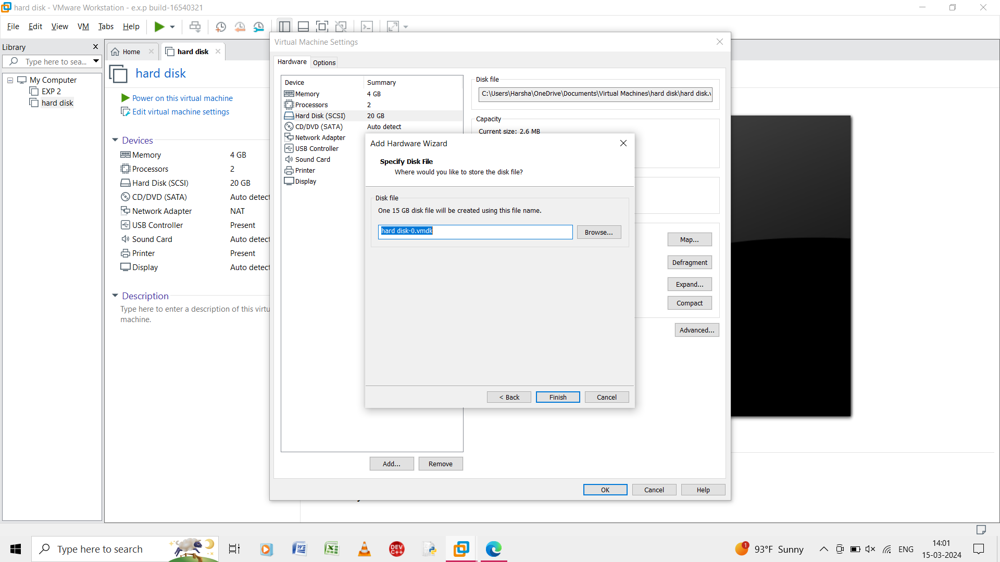 hard disk - VMware Workstation - e.x.p build-16540321
File Edit View VM Tabs Help
Library
Type here to sea...
My Computer
EXP 2
hard disk
Home
hard disk
hard disk
Power on this virtual machine
Edit virtual machine settings
Devices
Memory 4 GB
Processors 2
Hard Disk (SCSI) 20 GB
CD/DVD (SATA) Auto detect
Network Adapter NAT
USB Controller Present
Sound Card Auto detect
Printer Present
Display Auto detect
Description
Type here to enter a description of this virtu
machine.
Virtual Machine Settings
Hardware Options
Device Summary
Memory 4 GB
Processors 2
Hard Disk (SCSI) 20 GB
CD/DVD (SATA) Auto detect
Network Adapter
USB Controller
Sound Card
Printer
Display
Add... Remove
Disk file
C:\Users\Harsha\OneDrive\Documents\Virtual Machines\hard disk\hard disk.v
Capacity
Current size: 2.6 MB
Map...
Defragment
Expand...
Compact
Advanced...
OK Cancel Help
Add Hardware Wizard
Specify Disk File
Where would you like to store the disk file?
Disk file
One 15 GB disk file will be created using this file name.
hard disk-0.vmdk
Browse...
< Back Finish Cancel
Type here to search
DEV
C++
1
93°F Sunny
ENG
14:01
15-03-2024